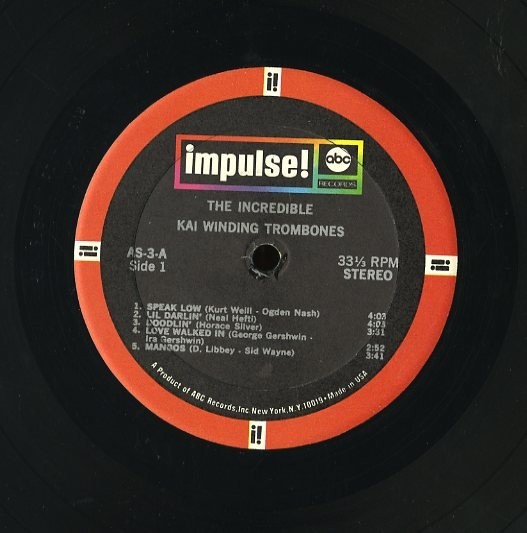 i!
impulse!
abc
RECORDS
THE INCREDIBLE
KAI WINDING TROMBONES
AS-3-A
Side 1
33⅓ RPM
STEREO
1. SPEAK LOW (Kurt Weill - Ogden Nash) 4:03
2. LIL DARLIN' (Neal Hefti) 4:03
3. DOODLIN' (Horace Silver) 3:31
4. LOVE WALKED IN (George Gershwin -
Ira Gershwin) 2:52
5. MANGOS (D. Libbey - Sid Wayne) 3:41
A Product of ABC Records, Inc New York, N.Y. 10019 • Made in USA
i!
i!
i!